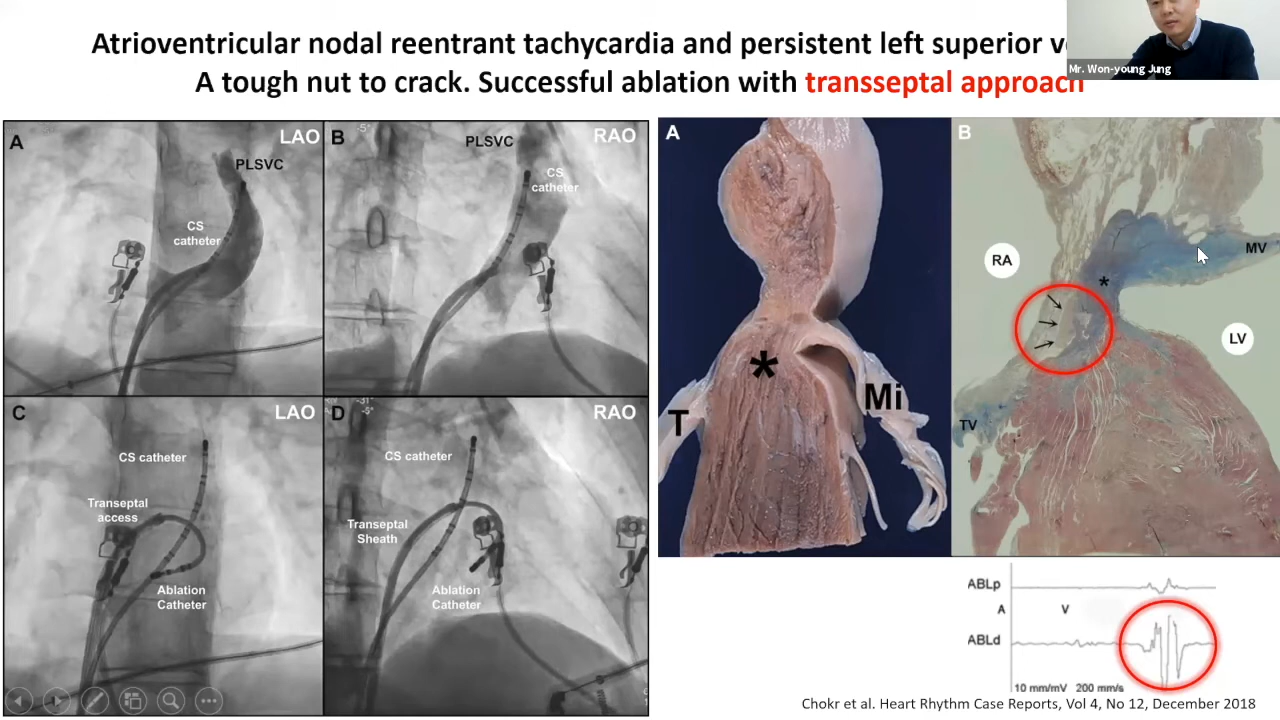 Atrioventricular nodal reentrant tachycardia and persistent left superior
A tough nut to crack. Successful ablation with transseptal approach
Mr. Won-young Jung
A
LAO
PLSVC
CS
catheter
B
-5°
RAO
PLSVC
CS
catheter
C
LAO
CS catheter
Transeptal
access
Ablation
Catheter
D
-31°
-5°
RAO
CS catheter
Transeptal
Sheath
Ablation
Catheter
A
*
T
Mi
B
RA
MV
*
LV
TV
ABLp
A
V
ABLd
10 mm/mV 200 mm/s
Chokr et al. Heart Rhythm Case Reports, Vol 4, No 12, December 2018